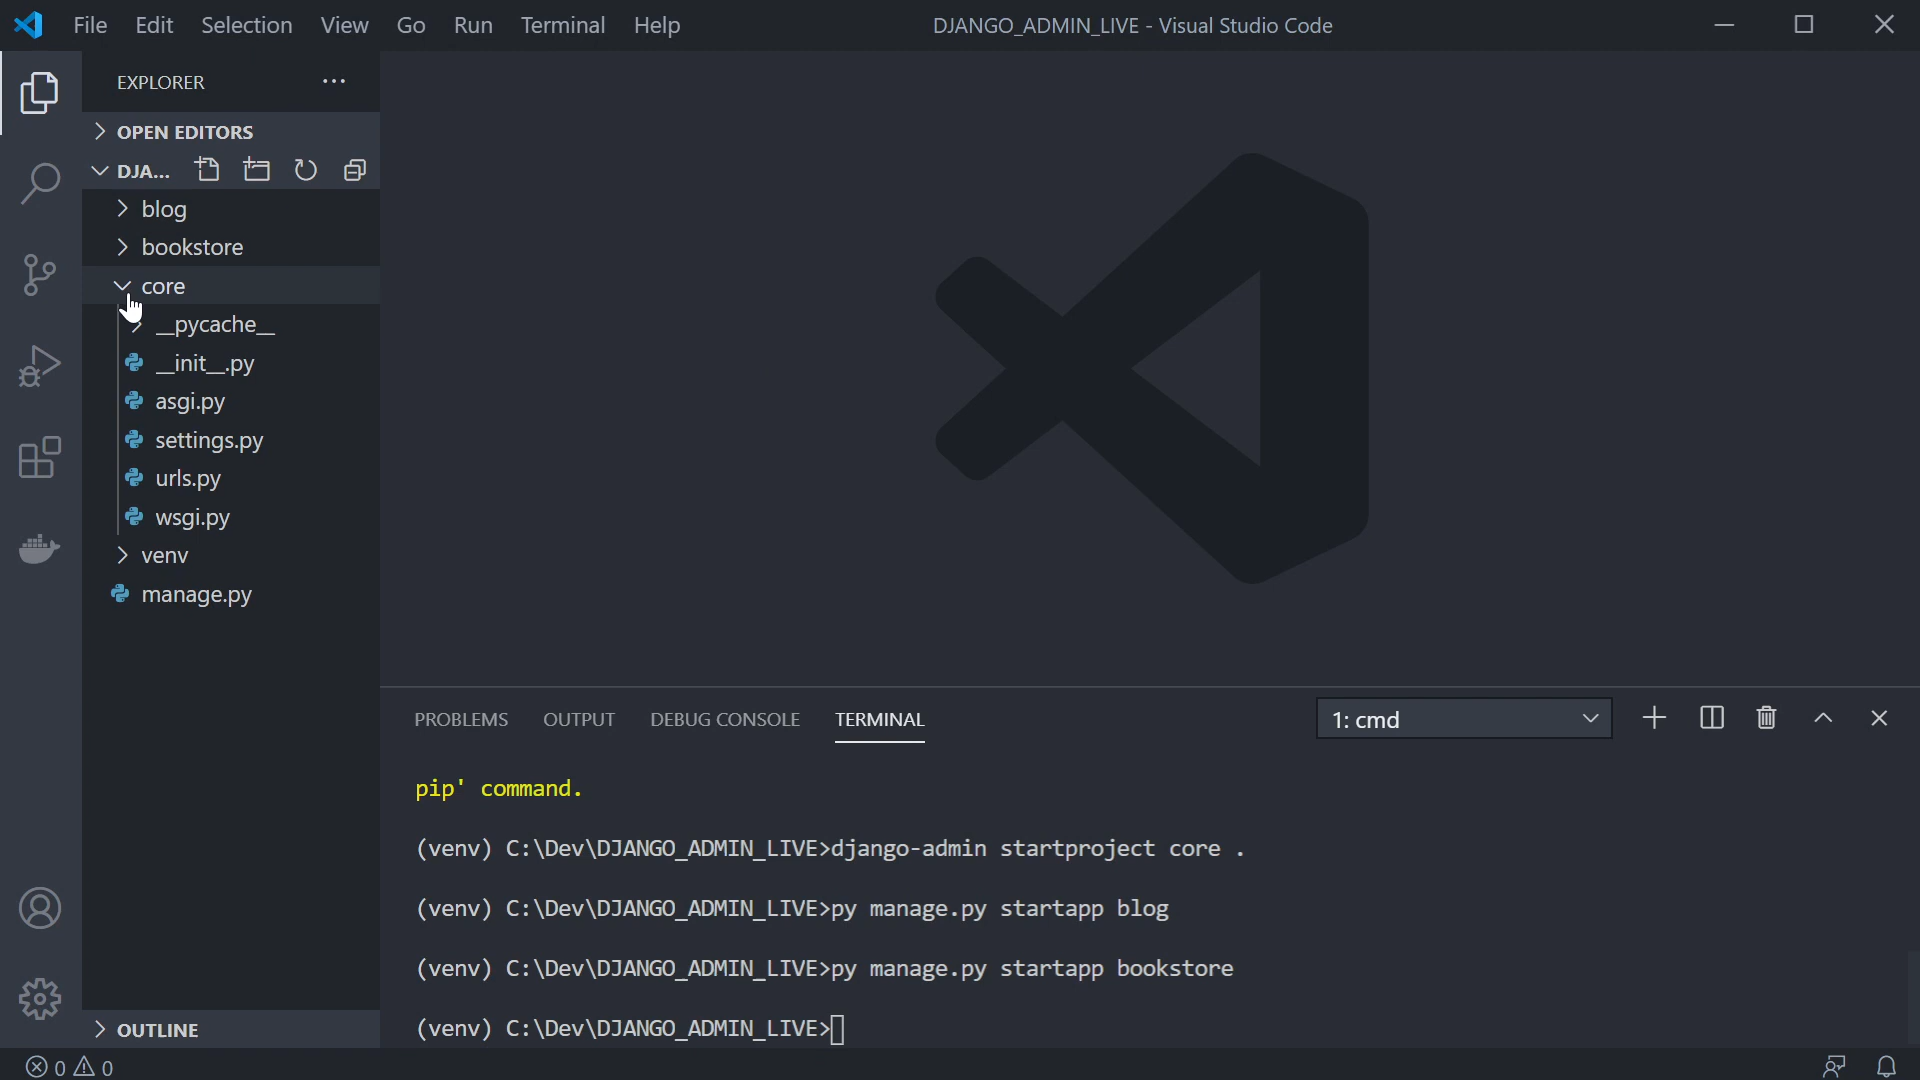 File Edit Selection View Go Run Terminal Help DJANGO_ADMIN_LIVE - Visual Studio Code
EXPLORER
OPEN EDITORS
DJA...
blog
bookstore
core
__pycache__
__init__.py
asgi.py
settings.py
urls.py
wsgi.py
venv
manage.py
OUTLINE
PROBLEMS OUTPUT DEBUG CONSOLE TERMINAL 1: cmd
pip' command.
(venv) C:\Dev\DJANGO_ADMIN_LIVE>django-admin startproject core .
(venv) C:\Dev\DJANGO_ADMIN_LIVE>py manage.py startapp blog
(venv) C:\Dev\DJANGO_ADMIN_LIVE>py manage.py startapp bookstore
(venv) C:\Dev\DJANGO_ADMIN_LIVE>
0 0